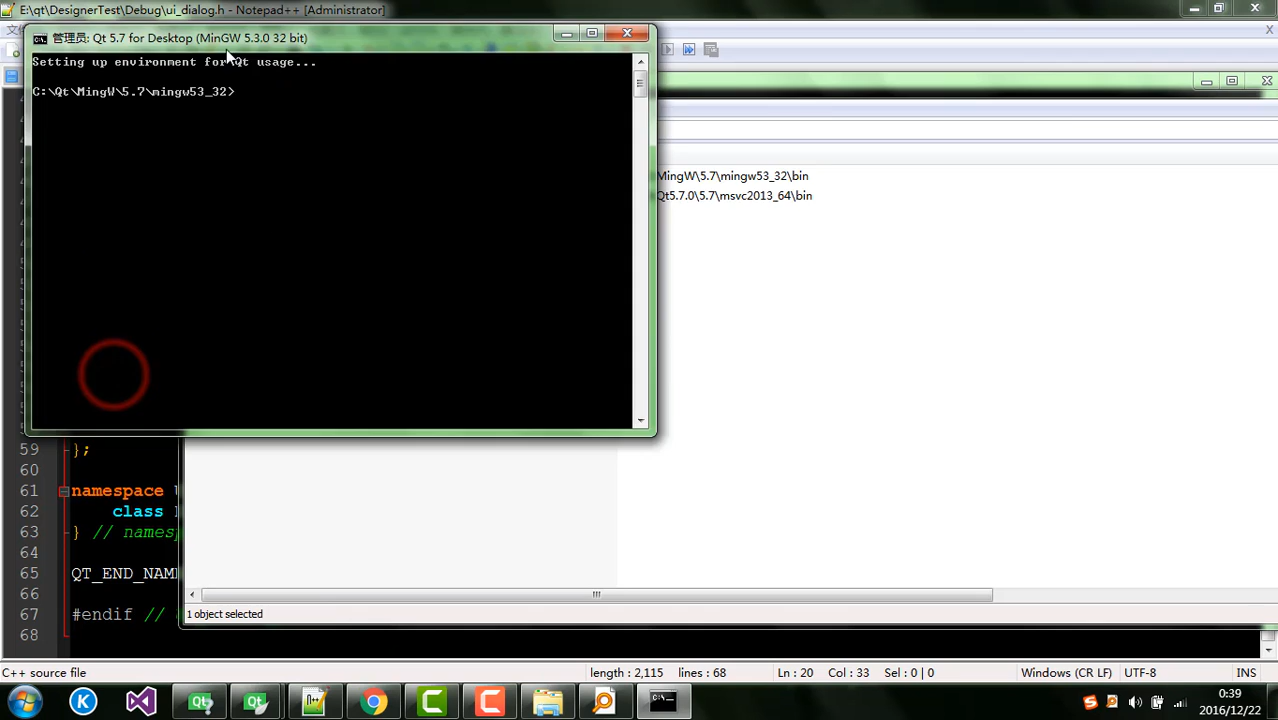 E:\qt\DesignerTest\Debug\ui_dialog.h - Notepad++ [Administrator]
管理员: Qt 5.7 for Desktop (MinGW 5.3.0 32 bit)
Setting up environment for Qt usage...
C:\Qt\MingW\5.7\mingw53_32>
MingW\5.7\mingw53_32\bin
Qt5.7.0\5.7\msvc2013_64\bin
59 };
60
61 namespace
62 class
63 } // namesp
64
65 QT_END_NAM
66
67 #endif //
68
1 object selected
C++ source file length : 2,115 lines : 68 Ln : 20 Col : 33 Sel : 0 | 0 Windows (CR LF) UTF-8 INS
0:39
2016/12/22